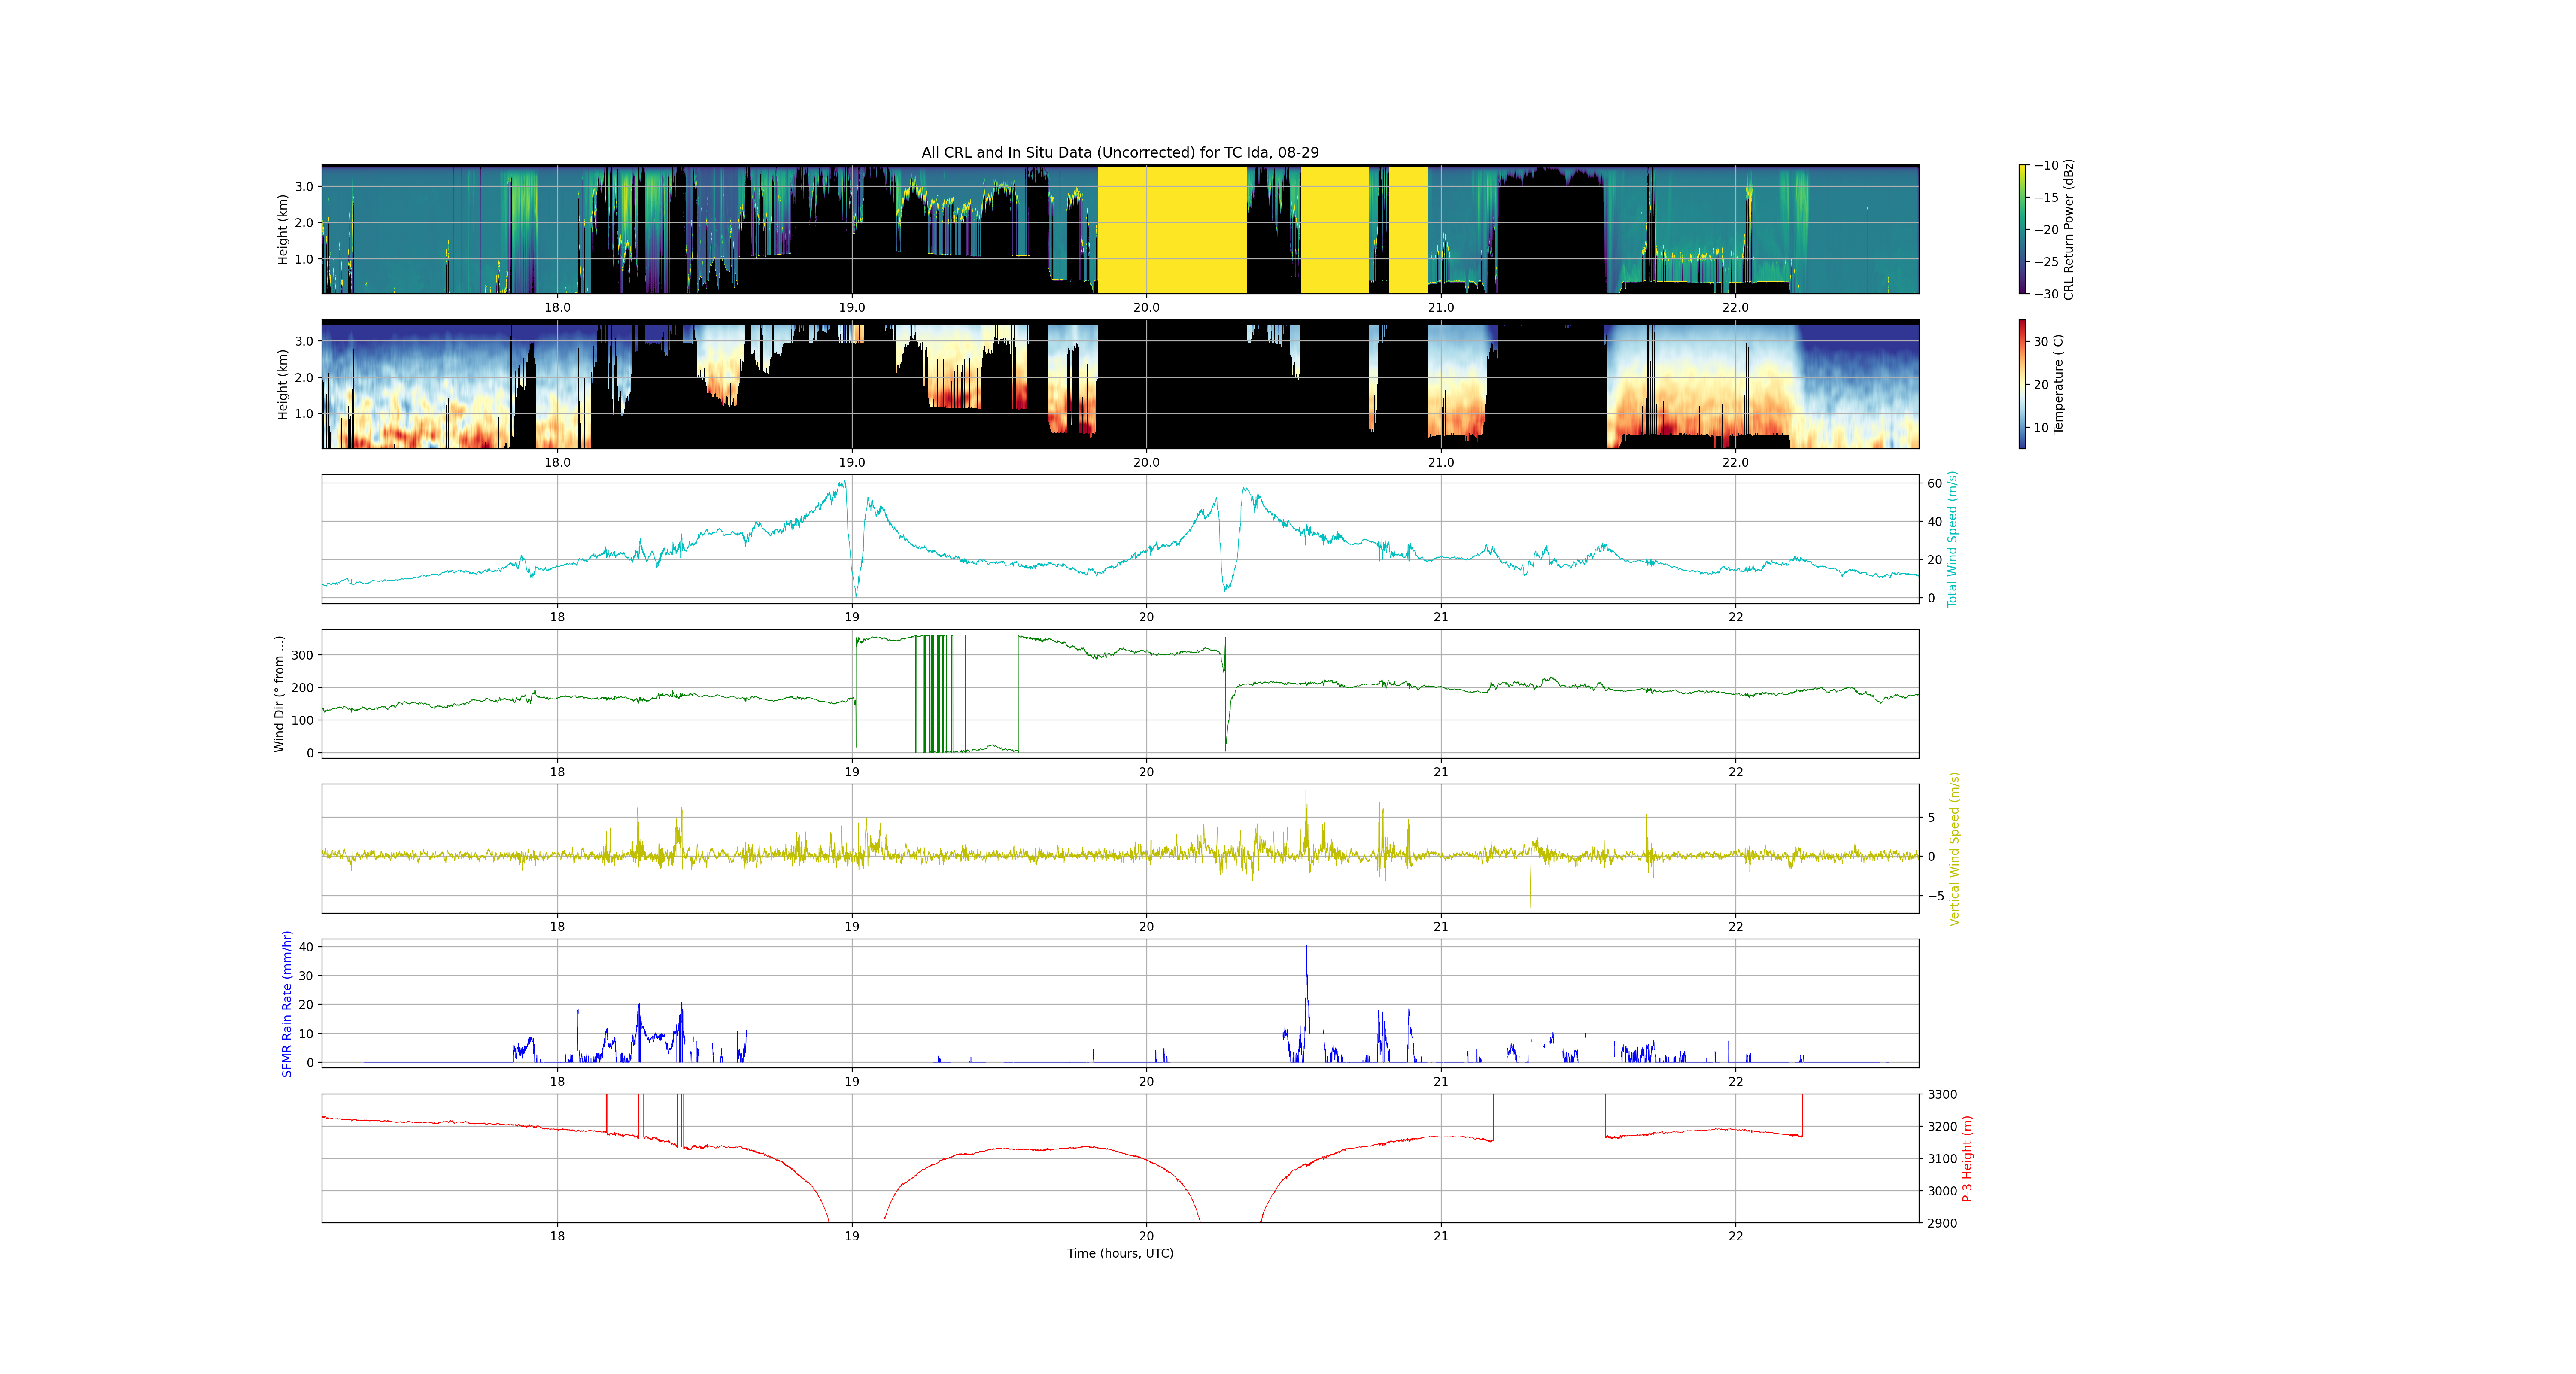 All CRL and In Situ Data (Uncorrected) for TC Ida, 08-29
Height (km)
3.0
2.0
1.0
18.0 19.0 20.0 21.0 22.0
−10
−15
−20
−25
−30
CRL Return Power (dBz)
Height (km)
3.0
2.0
1.0
18.0 19.0 20.0 21.0 22.0
30
20
10
Temperature ( C)
60
40
20
0
Total Wind Speed (m/s)
18 19 20 21 22
Wind Dir (° from ...)
300
200
100
0
18 19 20 21 22
5
0
−5
Vertical Wind Speed (m/s)
18 19 20 21 22
SFMR Rain Rate (mm/hr)
40
30
20
10
0
18 19 20 21 22
3300
3200
3100
3000
2900
P-3 Height (m)
18 19 20 21 22
Time (hours, UTC)